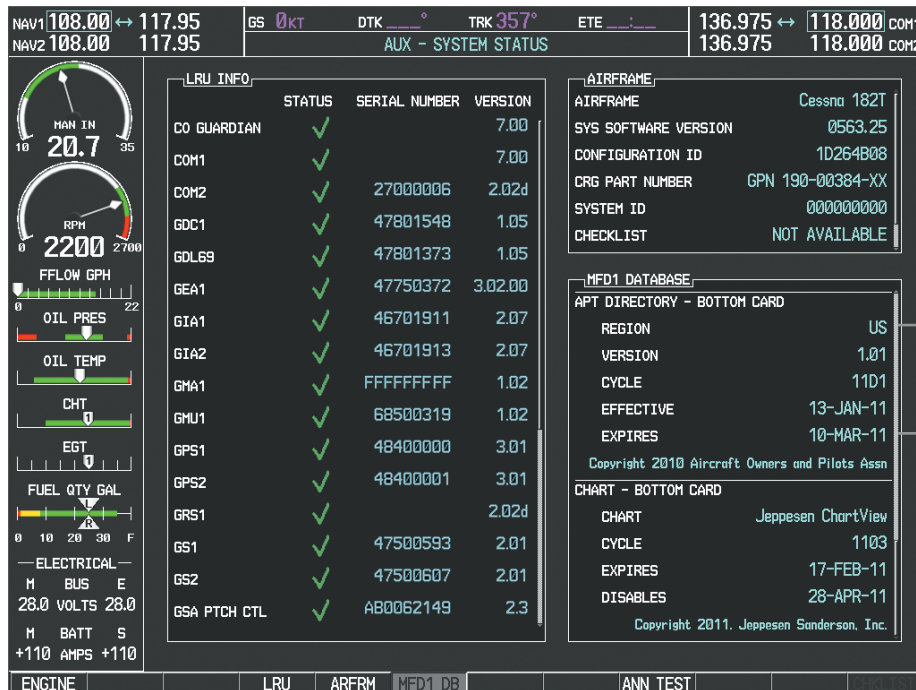 NAV1 108.00 ↔ 117.95 GS 0KT DTK ___° TRK 357° ETE __:__ 136.975 ↔ 118.000 COM1
NAV2 108.00 117.95 AUX - SYSTEM STATUS 136.975 118.000 COM2
MAN IN
20.7
10 35
RPM
2200
0 2700
FFLOW GPH
0 22
OIL PRES
OIL TEMP
CHT
1
EGT
1
FUEL QTY GAL
L
R
0 10 20 30 F
ELECTRICAL
M BUS E
28.0 VOLTS 28.0
M BATT S
+110 AMPS +110
LRU INFO
STATUS SERIAL NUMBER VERSION
CO GUARDIAN ✓ 7.00
COM1 ✓ 7.00
COM2 ✓ 27000006 2.02d
GDC1 ✓ 47801548 1.05
GDL69 ✓ 47801373 1.05
GEA1 ✓ 47750372 3.02.00
GIA1 ✓ 46701911 2.07
GIA2 ✓ 46701913 2.07
GMA1 ✓ FFFFFFFFF 1.02
GMU1 ✓ 68500319 1.02
GPS1 ✓ 48400000 3.01
GPS2 ✓ 48400001 3.01
GRS1 ✓ 2.02d
GS1 ✓ 47500593 2.01
GS2 ✓ 47500607 2.01
GSA PTCH CTL ✓ AB0062149 2.3
AIRFRAME
AIRFRAME Cessna 182T
SYS SOFTWARE VERSION 0563.25
CONFIGURATION ID 1D264B08
CRG PART NUMBER GPN 190-00384-XX
SYSTEM ID 000000000
CHECKLIST NOT AVAILABLE
MFD1 DATABASE
APT DIRECTORY - BOTTOM CARD
REGION US
VERSION 1.01
CYCLE 11D1
EFFECTIVE 13-JAN-11
EXPIRES 10-MAR-11
Copyright 2010 Aircraft Owners and Pilots Assn
CHART - BOTTOM CARD
CHART Jeppesen ChartView
CYCLE 1103
EXPIRES 17-FEB-11
DISABLES 28-APR-11
Copyright 2011. Jeppesen Sanderson, Inc.
ENGINE LRU ARFRM MFD1 DB ANN TEST CHKLIST